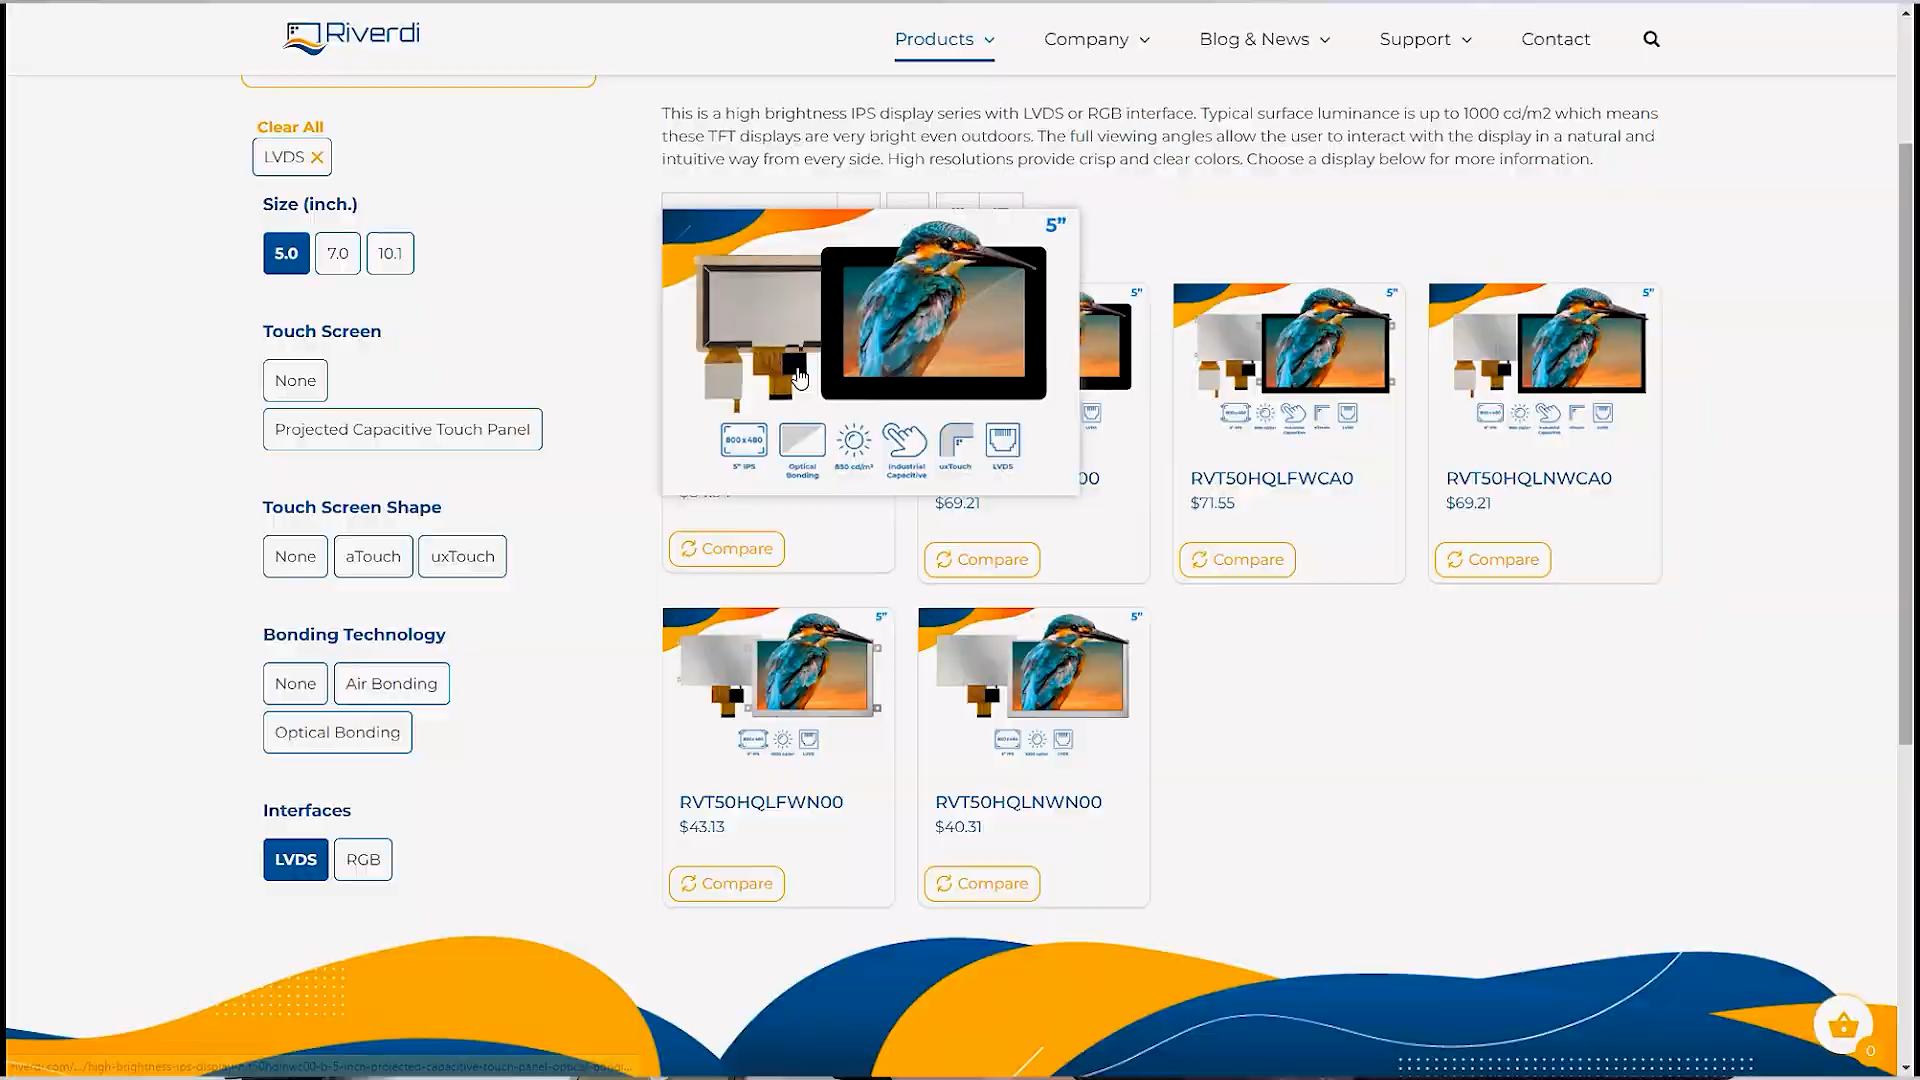 Riverdi
Products
Company
Blog & News
Support
Contact
Clear All
LVDS
Size (inch.)
5.0
7.0
10.1
Touch Screen
None
Projected Capacitive Touch Panel
Touch Screen Shape
None
aTouch
uxTouch
Bonding Technology
None
Air Bonding
Optical Bonding
Interfaces
LVDS
RGB
This is a high brightness IPS display series with LVDS or RGB interface. Typical surface luminance is up to 1000 cd/m2 which means
these TFT displays are very bright even outdoors. The full viewing angles allow the user to interact with the display in a natural and
intuitive way from every side. High resolutions provide crisp and clear colors. Choose a display below for more information.
5"
800x480
5" IPS
Optical
Bonding
850 cd/m²
Industrial
Capacitive
uxTouch
LVDS
Compare
5"
00
$69.21
Compare
5"
RVT50HQLFWCA0
$71.55
Compare
5"
RVT50HQLNWCA0
$69.21
Compare
5"
RVT50HQLFWN00
$43.13
Compare
5"
RVT50HQLNWN00
$40.31
Compare
0